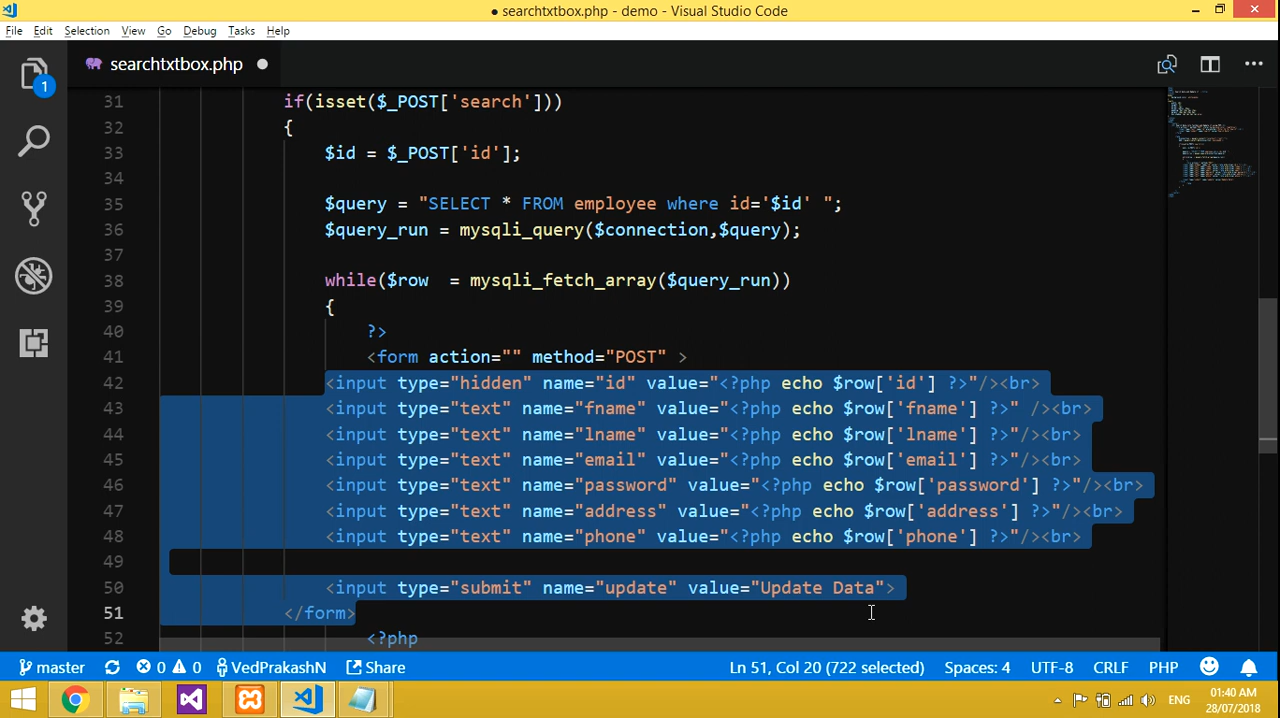 ● searchtxtbox.php - demo - Visual Studio Code
File Edit Selection View Go Debug Tasks Help
1
searchtxtbox.php ●
31 if(isset($_POST['search']))
32 {
33 $id = $_POST['id'];
34
35 $query = "SELECT * FROM employee where id='$id' ";
36 $query_run = mysqli_query($connection,$query);
37
38 while($row  = mysqli_fetch_array($query_run))
39 {
40 ?>
41 <form action="" method="POST" >
42 <input type="hidden" name="id" value="<?php echo $row['id'] ?>"/><br>
43 <input type="text" name="fname" value="<?php echo $row['fname'] ?>" /><br>
44 <input type="text" name="lname" value="<?php echo $row['lname'] ?>"/><br>
45 <input type="text" name="email" value="<?php echo $row['email'] ?>"/><br>
46 <input type="text" name="password" value="<?php echo $row['password'] ?>"/><br>
47 <input type="text" name="address" value="<?php echo $row['address'] ?>"/><br>
48 <input type="text" name="phone" value="<?php echo $row['phone'] ?>"/><br>
49
50 <input type="submit" name="update" value="Update Data">
51 </form>
52 <?php
master 0 0 VedPrakashN Share Ln 51, Col 20 (722 selected) Spaces: 4 UTF-8 CRLF PHP
ENG 01:40 AM
28/07/2018